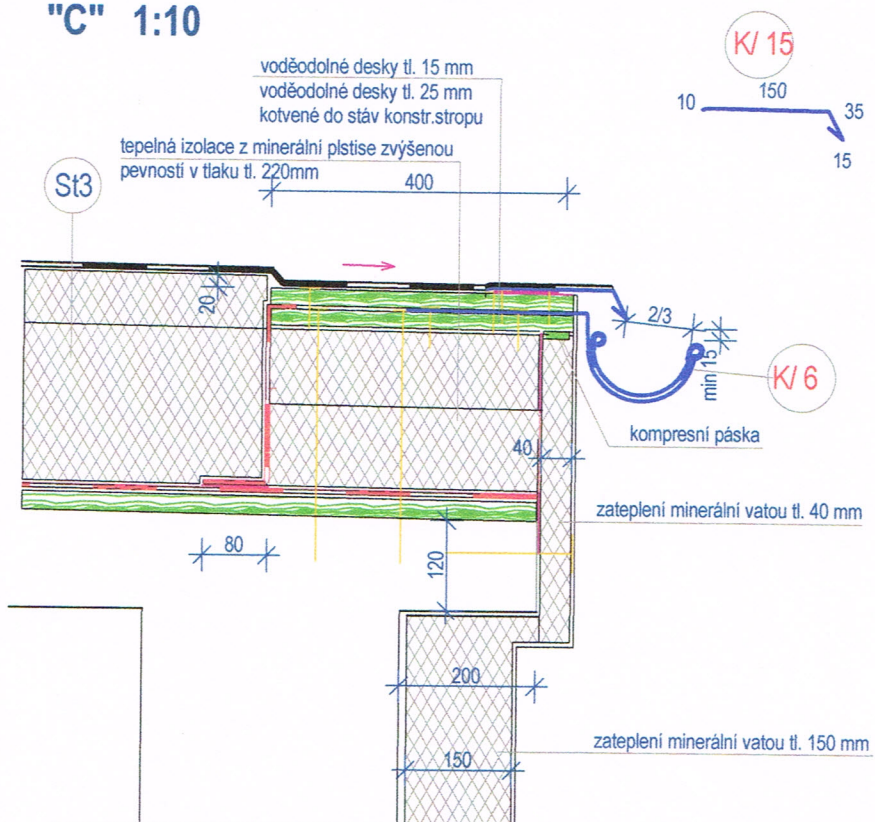 "C" 1:10
K/ 15
voděodolné desky tl. 15 mm
voděodolné desky tl. 25 mm
kotvené do stáv konstr.stropu
150
10
35
15
tepelná izolace z minerální plstise zvýšenou
pevností v tlaku tl. 220mm
400
St3
20
2/3
min 15
K/ 6
kompresní páska
40
zateplení minerální vatou tl. 40 mm
80
120
200
zateplení minerální vatou tl. 150 mm
150